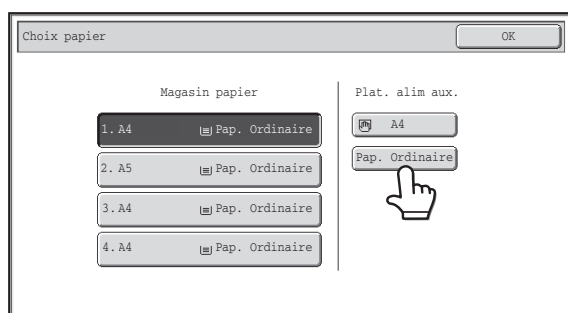 Choix papier
OK
Magasin papier
1. A4 Pap. Ordinaire
2. A5 Pap. Ordinaire
3. A4 Pap. Ordinaire
4. A4 Pap. Ordinaire
Plat. alim aux.
A4
Pap. Ordinaire